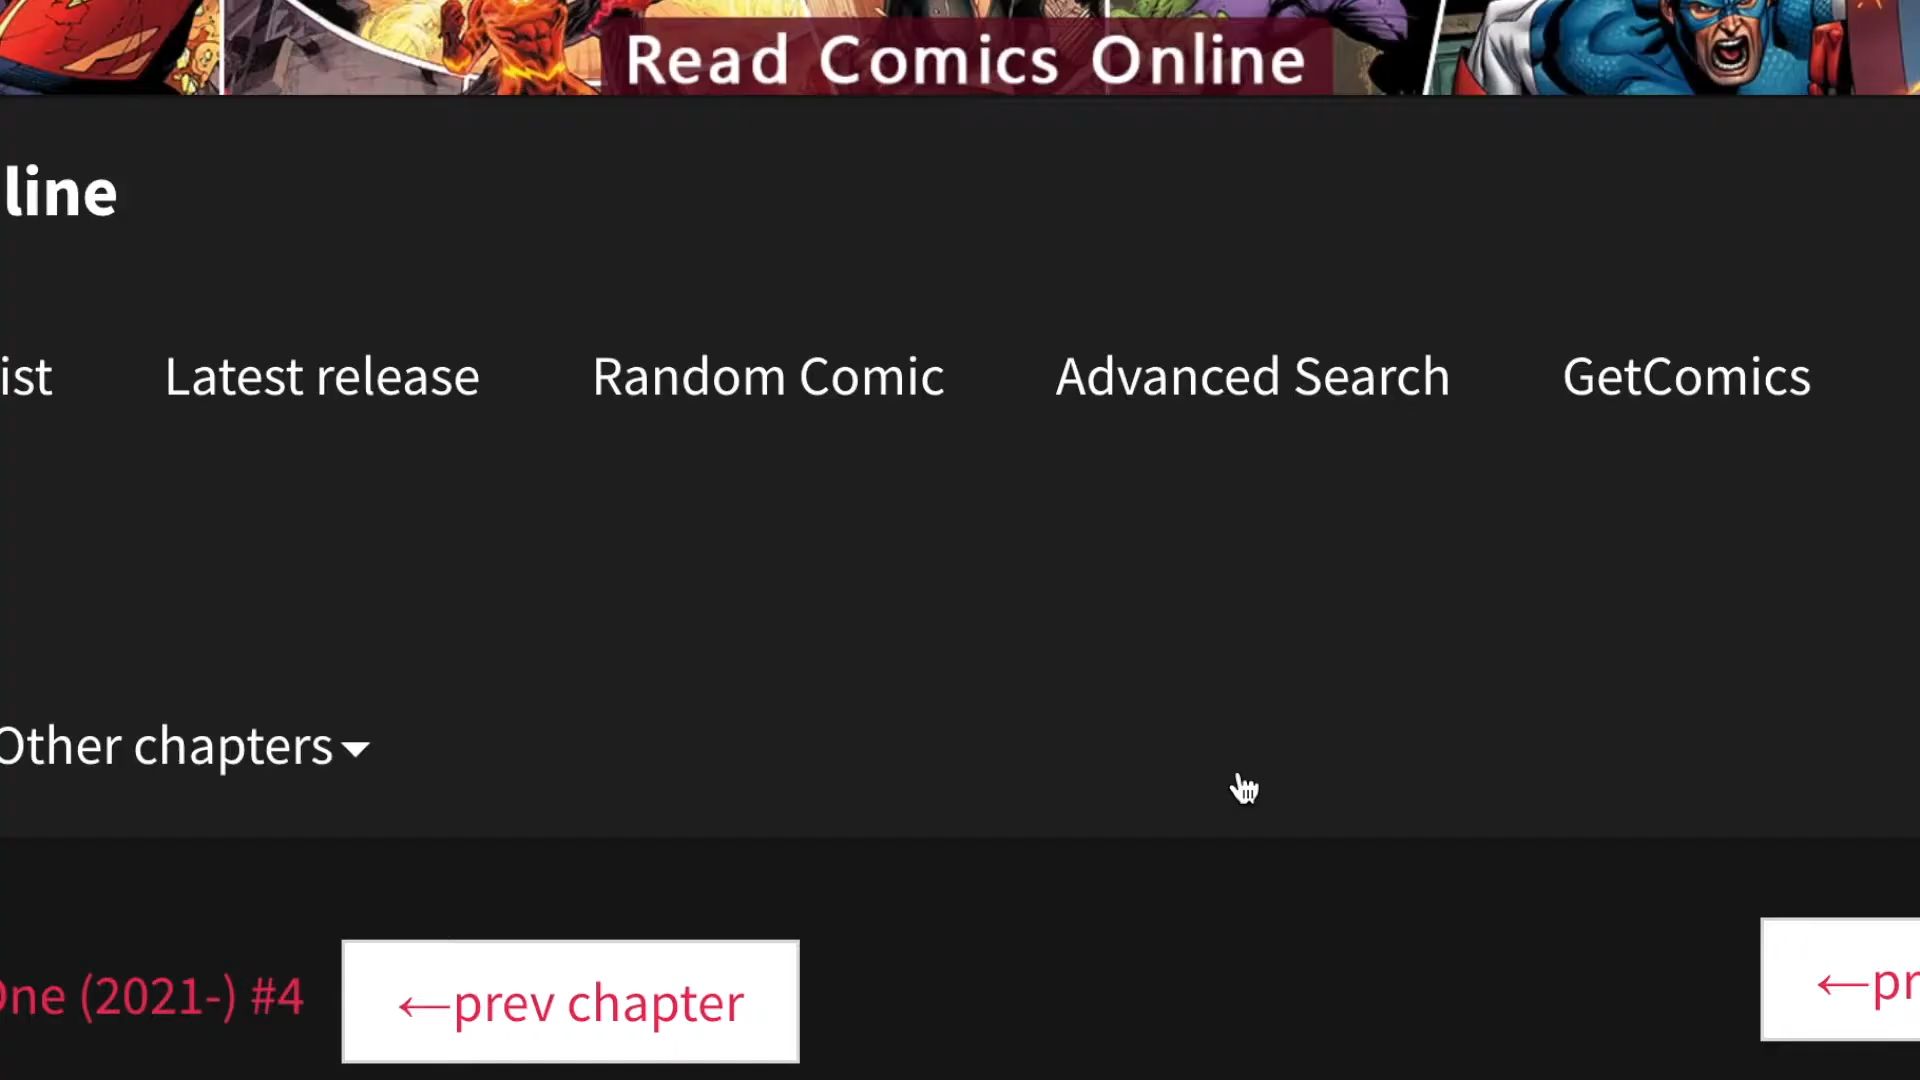 Read Comics Online
line
ist Latest release Random Comic Advanced Search GetComics
Other chapters
One (2021-) #4 ←prev chapter ←pr